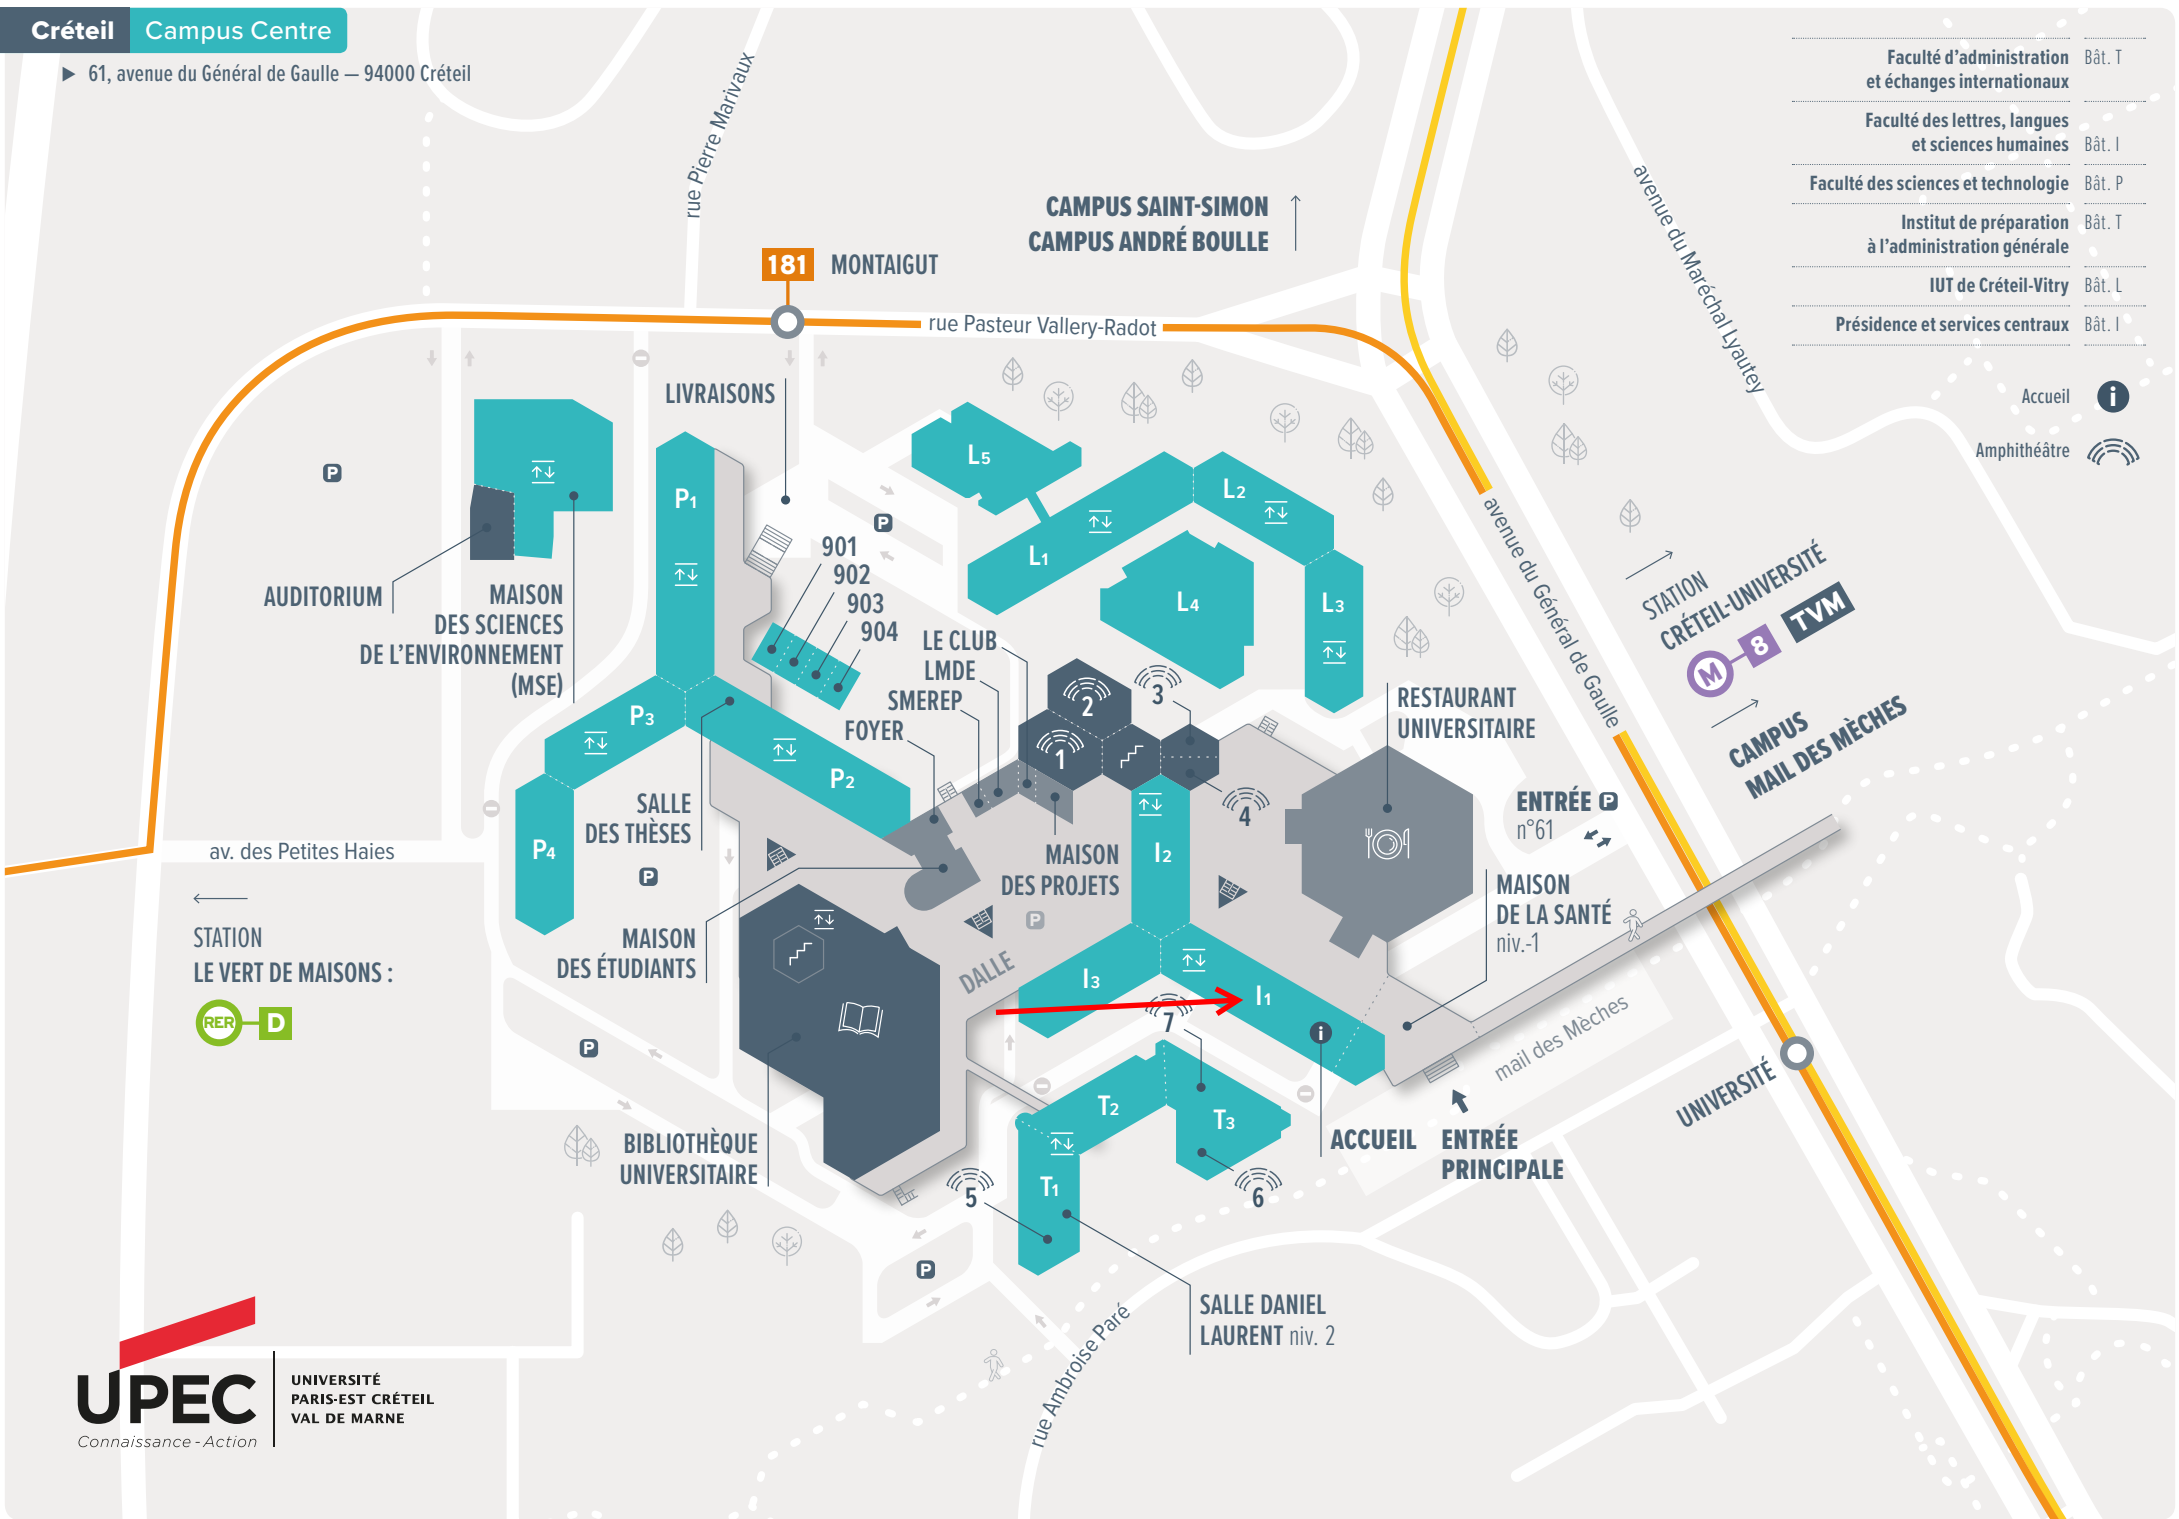 Créteil Campus Centre
▶ 61, avenue du Général de Gaulle — 94000 Créteil
Faculté d'administration Bât. T
et échanges internationaux
Faculté des lettres, langues
et sciences humaines Bât. I
Faculté des sciences et technologie Bât. P
Institut de préparation Bât. T
à l'administration générale
IUT de Créteil-Vitry Bât. L
Présidence et services centraux Bât. I
Accueil i
Amphithéâtre
rue Pierre Marivaux
avenue du Maréchal Lyautey
CAMPUS SAINT-SIMON
CAMPUS ANDRÉ BOULLE
181 MONTAIGUT
rue Pasteur Vallery-Radot
LIVRAISONS
P
P1
L5
L2
P
L1
901
902
903
904
L4
L3
avenue du Général de Gaulle
STATION
CRÉTEIL-UNIVERSITÉ
M 8 TVM
CAMPUS
MAIL DES MÈCHES
AUDITORIUM
MAISON
DES SCIENCES
DE L'ENVIRONNEMENT
(MSE)
LE CLUB
LMDE
SMEREP
FOYER
2
3
1
4
RESTAURANT
UNIVERSITAIRE
P3
P2
P4
SALLE
DES THÈSES
P
av. des Petites Haies
ENTRÉE P
n°61
MAISON
DES PROJETS
I2
MAISON
DE LA SANTÉ
niv.-1
STATION
LE VERT DE MAISONS :
RER D
MAISON
DES ÉTUDIANTS
P
DALLE
I3
I1
7
i
P
mail des Mèches
UNIVERSITÉ
T2
T3
BIBLIOTHÈQUE
UNIVERSITAIRE
ACCUEIL
ENTRÉE
PRINCIPALE
5
T1
6
P
SALLE DANIEL
LAURENT niv. 2
rue Ambroise Paré
UPEC
Connaissance - Action
UNIVERSITÉ
PARIS-EST CRÉTEIL
VAL DE MARNE